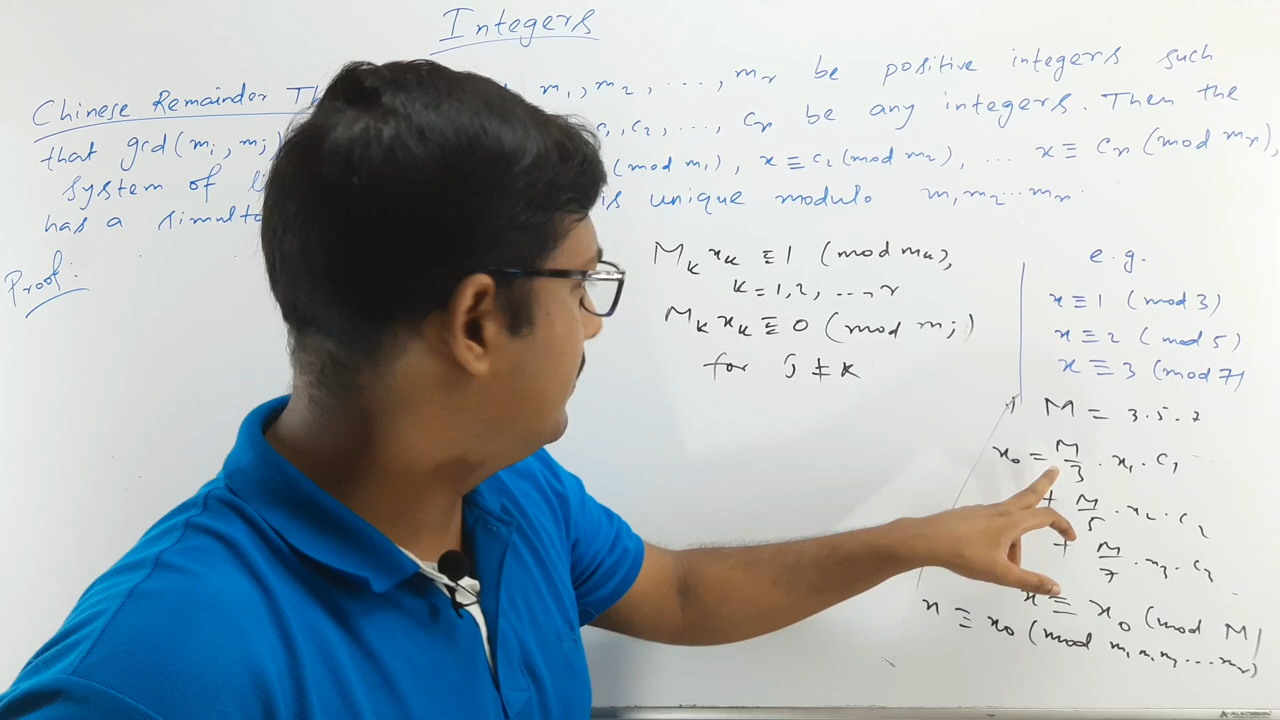 Integers
Chinese Remainder Th m₁, m₂, ..., mᵣ be positive integers such
that gcd(mᵢ, mⱼ) c₁, c₂, ..., cᵣ be any integers. Then the
system of li (mod m₁), x ≡ c₂ (mod m₂), ... x ≡ cᵣ (mod mᵣ),
has a simulta is unique modulo m₁m₂...mᵣ.
Proof:
Mₖ xₖ ≡ 1 (mod mₖ),
k = 1, 2, ..., r
Mₖ xₖ ≡ 0 (mod mⱼ)
for j ≠ k
e.g.
x ≡ 1 (mod 3)
x ≡ 2 (mod 5)
x ≡ 3 (mod 7)
M = 3.5.7
x₀ = M/3 . x₁ . c₁
+ M/5 . x₂ . c₂
+ M/7 . x₃ . c₃
x ≡ x₀ (mod M)
x ≡ x₀ (mod m₁ m₂ m₃ ... mᵣ)